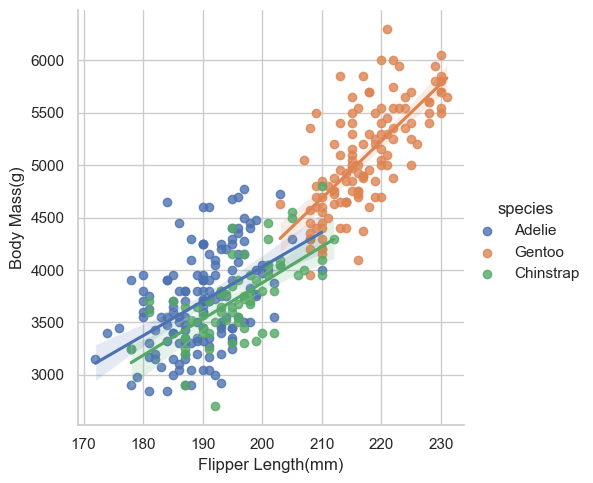 6000
5500
5000
4500
4000
3500
3000
Body Mass(g)
170 180 190 200 210 220 230
Flipper Length(mm)
species
Adelie
Gentoo
Chinstrap